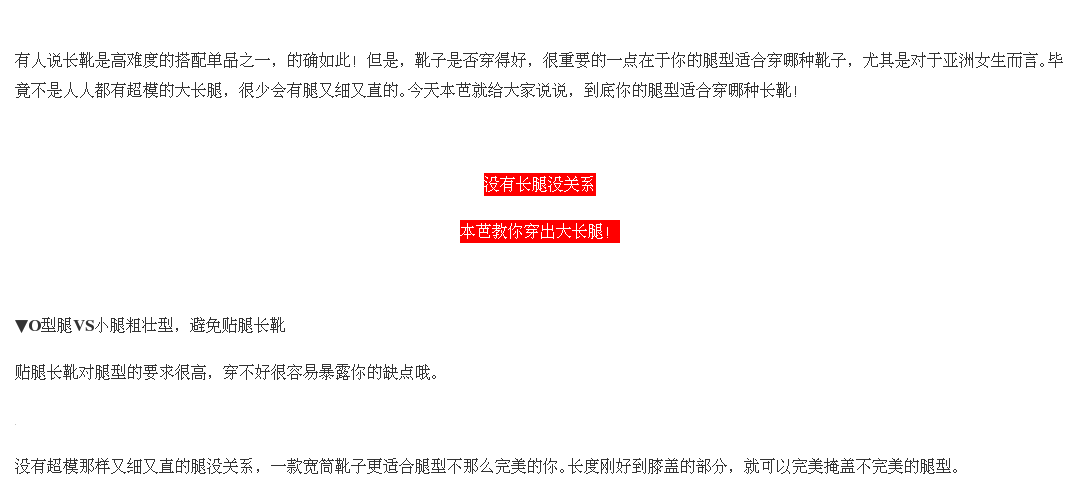 有人说长靴是高难度的搭配单品之一，的确如此！但是，靴子是否穿得好，很重要的一点在于你的腿型适合穿哪种靴子，尤其是对于亚洲女生而言。毕
竟不是人人都有超模的大长腿，很少会有腿又细又直的。今天本芭就给大家说说，到底你的腿型适合穿哪种长靴！
没有长腿没关系
本芭教你穿出大长腿！
▼O型腿VS小腿粗壮型，避免贴腿长靴
贴腿长靴对腿型的要求很高，穿不好很容易暴露你的缺点哦。
没有超模那样又细又直的腿没关系，一款宽筒靴子更适合腿型不那么完美的你。长度刚好到膝盖的部分，就可以完美掩盖不完美的腿型。